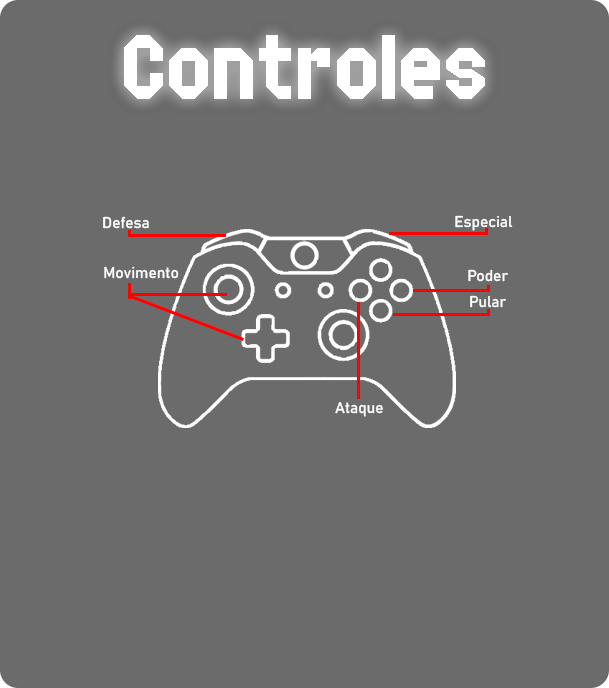 Controles
Defesa
Especial
Movimento
Poder
Pular
Ataque